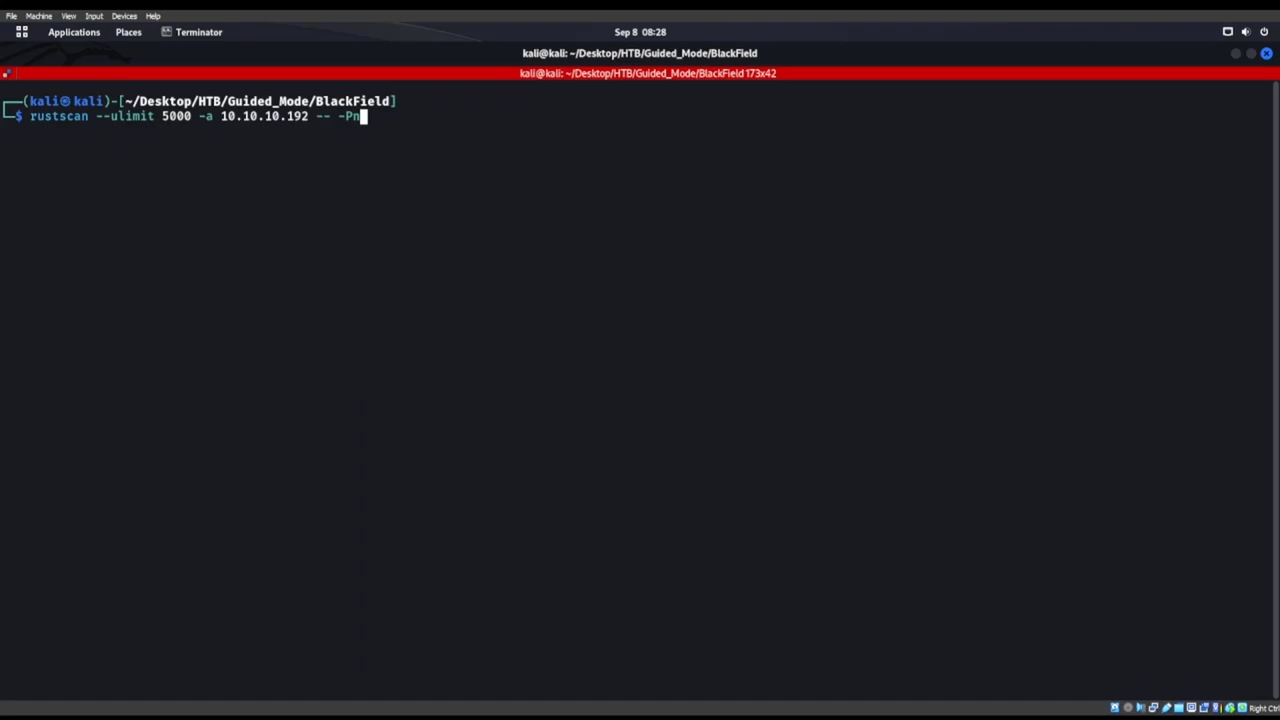 File Machine View Input Devices Help
Applications Places Terminator Sep 8 08:28
kali@kali: ~/Desktop/HTB/Guided_Mode/BlackField
kali@kali: ~/Desktop/HTB/Guided_Mode/BlackField 173x42
┌──(kali㉿kali)-[~/Desktop/HTB/Guided_Mode/BlackField]
└─$ rustscan --ulimit 5000 -a 10.10.10.192 -- -Pn
Right Ctrl